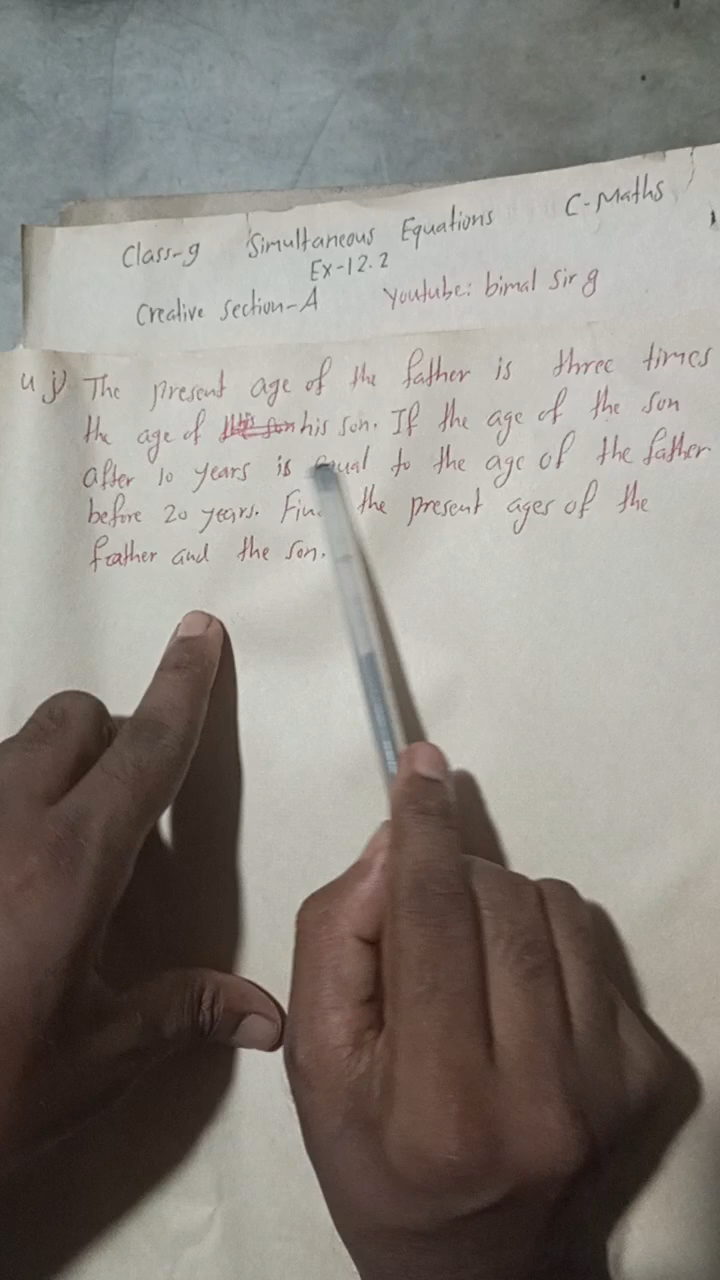 Class-9 Simultaneous Equations C-Maths
Ex-12.2
Creative Section-A Youtube: bimal Sir g
4 j) The present age of the father is three times
the age of his son. If the age of the son
after 10 years is equal to the age of the father
before 20 years. Find the present ages of the
father and the son.